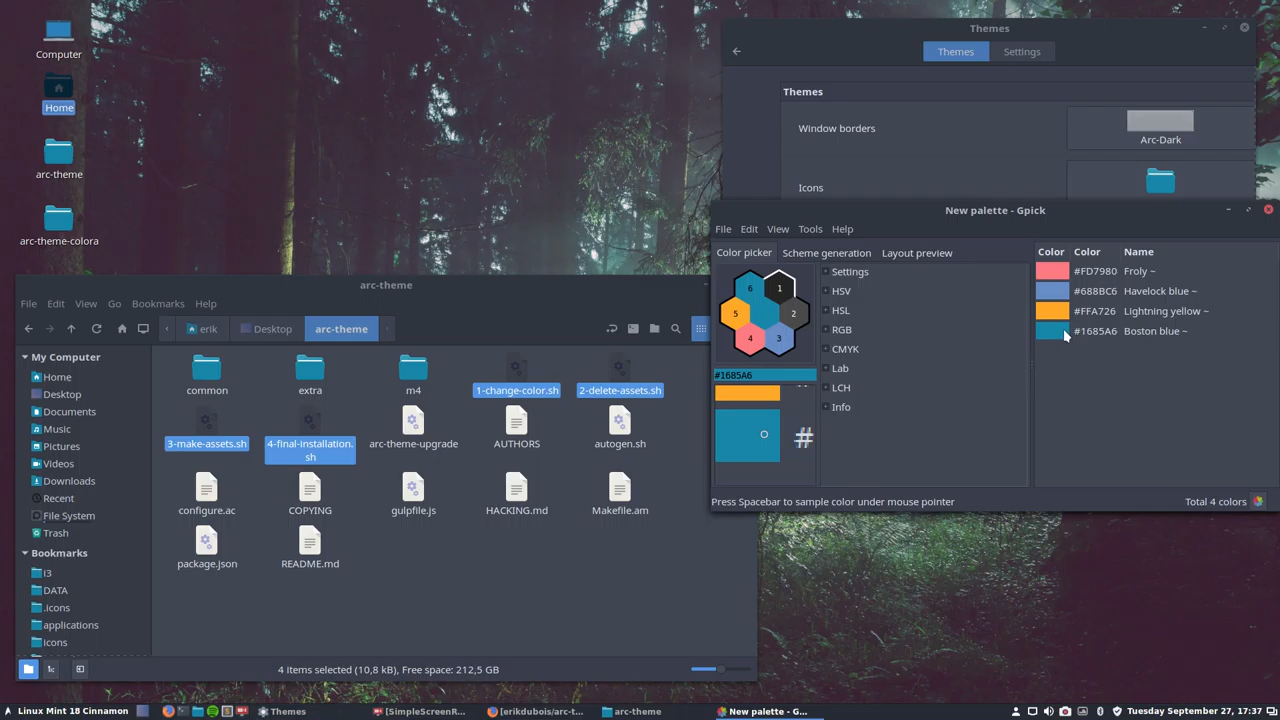 Computer
Home
arc-theme
arc-theme-colora
Themes
Themes Settings
Themes
Window borders
Arc-Dark
Icons
New palette - Gpick
File Edit View Tools Help
Color picker Scheme generation Layout preview
6 1
5 2
4 3
#1685A6
#
Settings
HSV
HSL
RGB
CMYK
Lab
LCH
Info
Color Color Name
#FD7980 Froly ~
#688BC6 Havelock blue ~
#FFA726 Lightning yellow ~
#1685A6 Boston blue ~
Press Spacebar to sample color under mouse pointer
Total 4 colors
arc-theme
File Edit View Go Bookmarks Help
erik Desktop arc-theme
My Computer
Home
Desktop
Documents
Music
Pictures
Videos
Downloads
Recent
File System
Trash
Bookmarks
i3
DATA
.icons
applications
icons
common extra m4 1-change-color.sh 2-delete-assets.sh
3-make-assets.sh 4-final-installation.sh arc-theme-upgrade AUTHORS autogen.sh
configure.ac COPYING gulpfile.js HACKING.md Makefile.am
package.json README.md
4 items selected (10,8 kB), Free space: 212,5 GB
Linux Mint 18 Cinnamon Themes [SimpleScreenR... [erikdubois/arc-t... arc-theme New palette - G... Tuesday September 27, 17:37